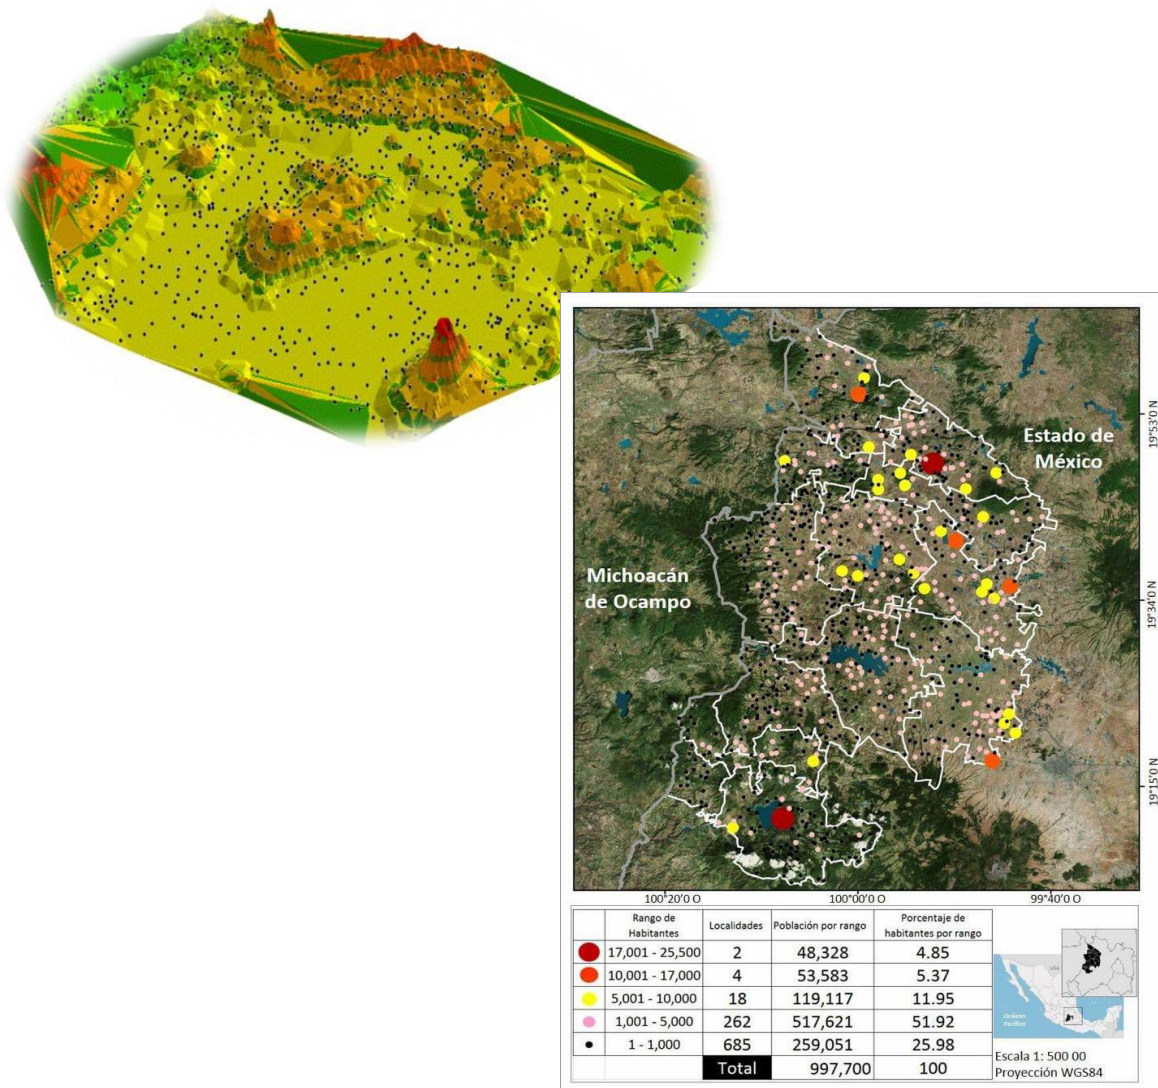 Estado de
México
Michoacán
de Ocampo
19°53'0 N
19°34'0 N
19°15'0 N
100°20'0 O
100°00'0 O
99°40'0 O
Rango de
Habitantes
Localidades
Población por rango
Porcentaje de
habitantes por rango
17,001 - 25,500 2 48,328 4.85
10,001 - 17,000 4 53,583 5.37
5,001 - 10,000 18 119,117 11.95
1,001 - 5,000 262 517,621 51.92
1 - 1,000 685 259,051 25.98
Total 997,700 100
USA
Océano
Pacífico
Escala 1: 500 00
Proyección WGS84